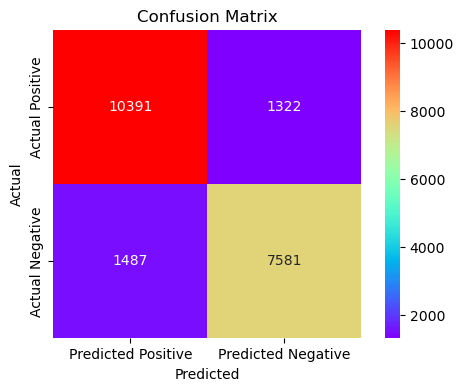 Confusion Matrix
Actual
Actual Positive
Actual Negative
10391 1322
1487 7581
Predicted Positive Predicted Negative
Predicted
10000
8000
6000
4000
2000